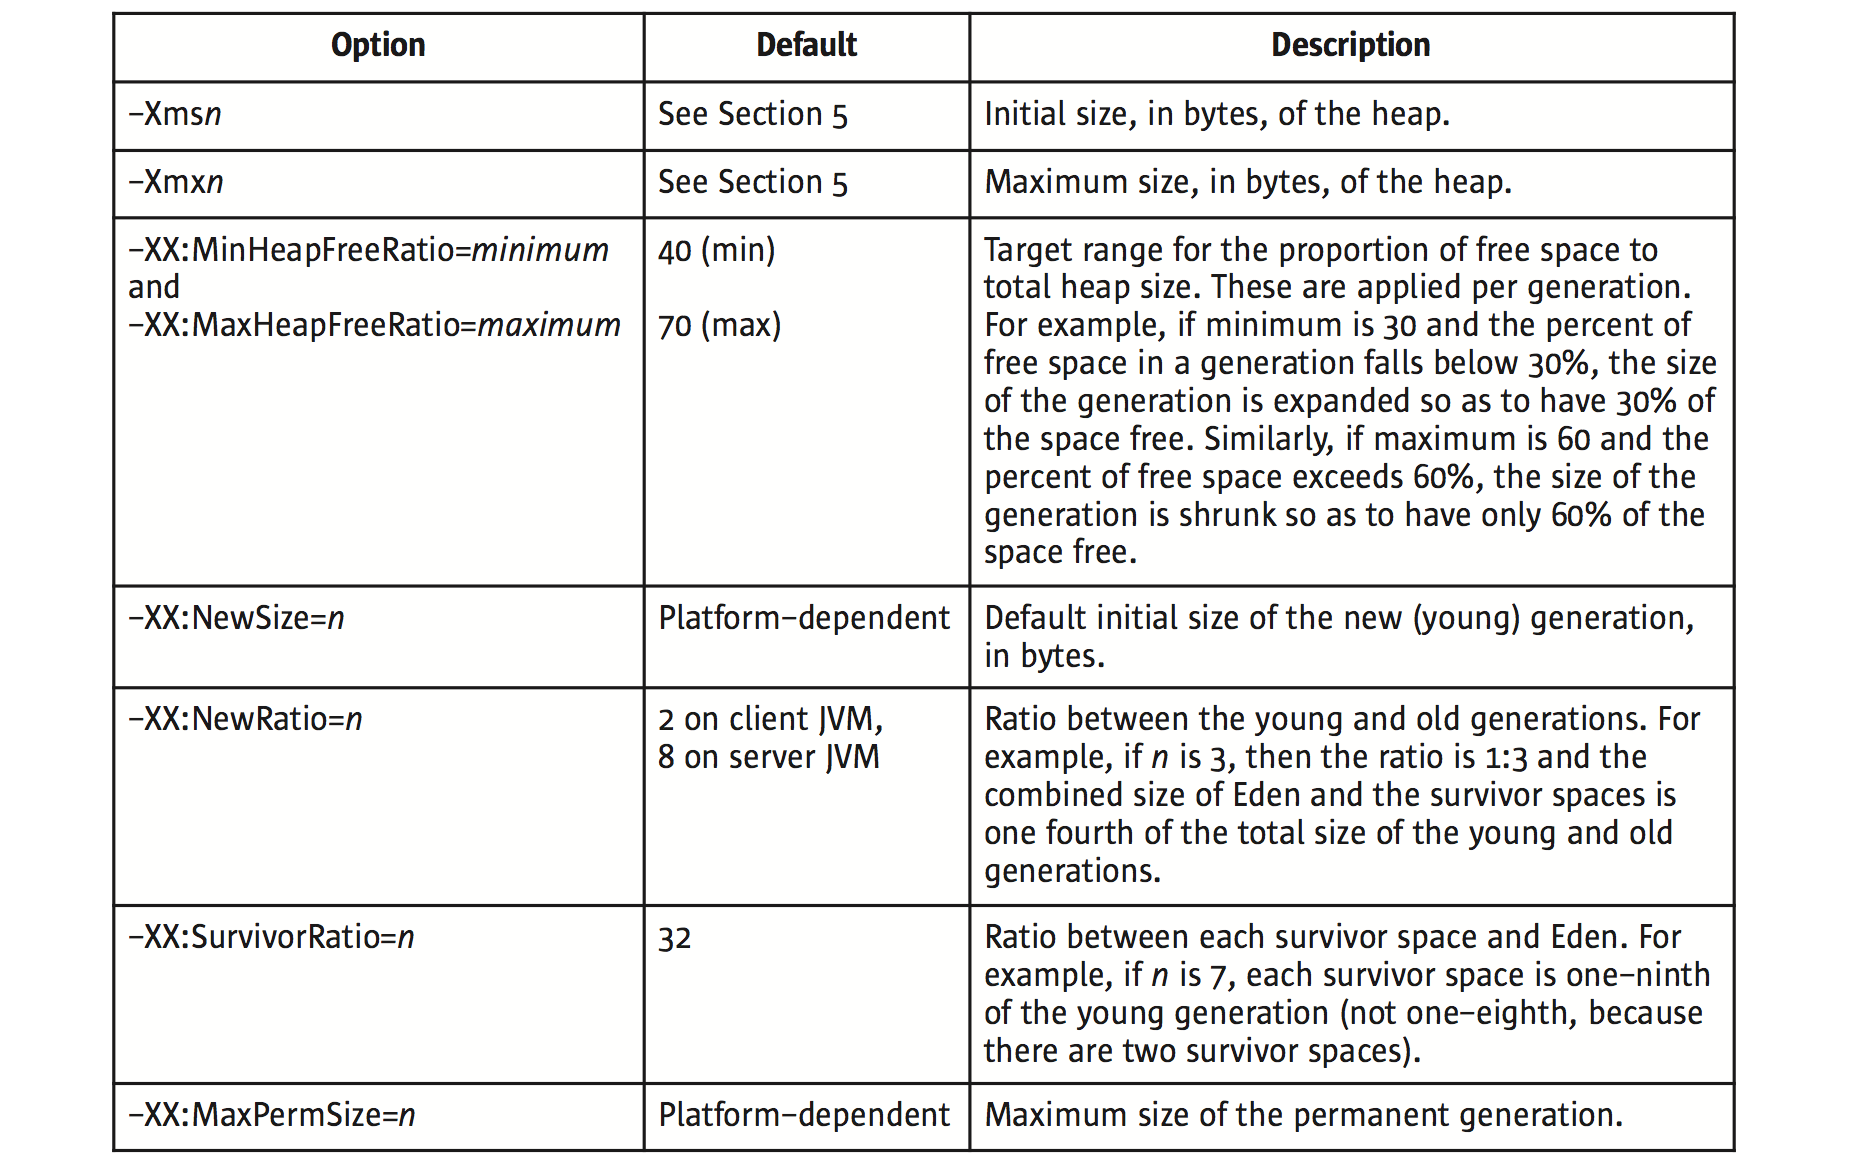 Option Default Description
–Xmsn See Section 5 Initial size, in bytes, of the heap.
–Xmxn See Section 5 Maximum size, in bytes, of the heap.
–XX:MinHeapFreeRatio=minimum
and
–XX:MaxHeapFreeRatio=maximum
40 (min)
70 (max)
Target range for the proportion of free space to
total heap size. These are applied per generation.
For example, if minimum is 30 and the percent of
free space in a generation falls below 30%, the size
of the generation is expanded so as to have 30% of
the space free. Similarly, if maximum is 60 and the
percent of free space exceeds 60%, the size of the
generation is shrunk so as to have only 60% of the
space free.
–XX:NewSize=n
Platform–dependent
Default initial size of the new (young) generation,
in bytes.
–XX:NewRatio=n
2 on client JVM,
8 on server JVM
Ratio between the young and old generations. For
example, if n is 3, then the ratio is 1:3 and the
combined size of Eden and the survivor spaces is
one fourth of the total size of the young and old
generations.
–XX:SurvivorRatio=n
32
Ratio between each survivor space and Eden. For
example, if n is 7, each survivor space is one–ninth
of the young generation (not one–eighth, because
there are two survivor spaces).
–XX:MaxPermSize=n Platform–dependent Maximum size of the permanent generation.